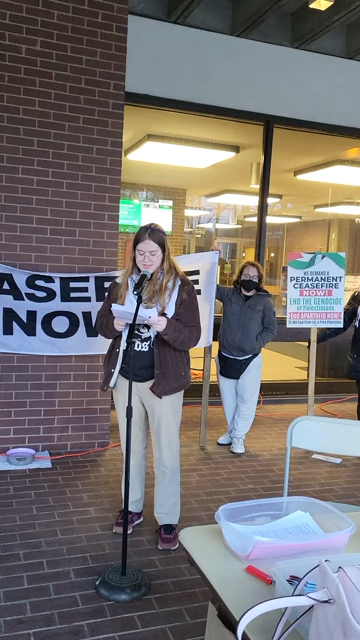 ASEF E
NOW
WE DEMAND A
PERMANENT
CEASEFIRE
NOW!
END THE GENOCIDE
of Palestinians
END APARTHEID NOW!